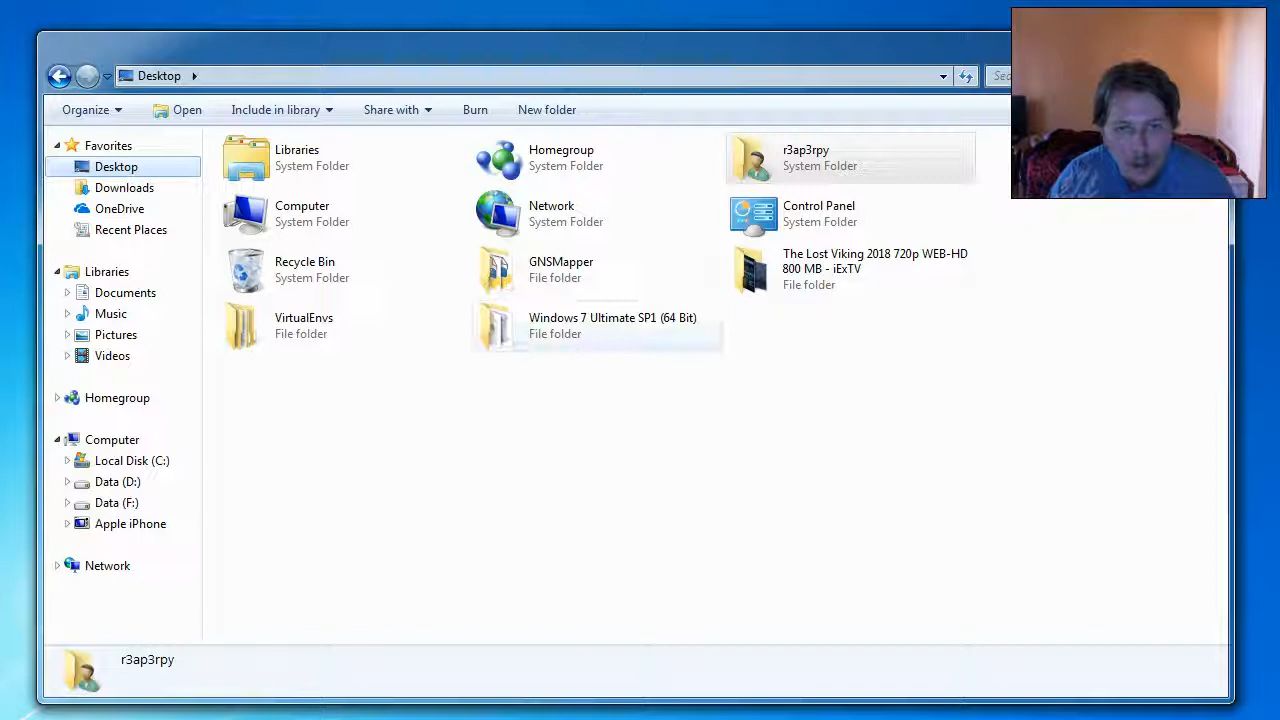 Desktop
Sea
Organize
Open
Include in library
Share with
Burn
New folder
Favorites
Desktop
Downloads
OneDrive
Recent Places
Libraries
Documents
Music
Pictures
Videos
Homegroup
Computer
Local Disk (C:)
Data (D:)
Data (F:)
Apple iPhone
Network
Libraries
System Folder
Homegroup
System Folder
r3ap3rpy
System Folder
Computer
System Folder
Network
System Folder
Control Panel
System Folder
Recycle Bin
System Folder
GNSMapper
File folder
The Lost Viking 2018 720p WEB-HD
800 MB - iExTV
File folder
VirtualEnvs
File folder
Windows 7 Ultimate SP1 (64 Bit)
File folder
r3ap3rpy